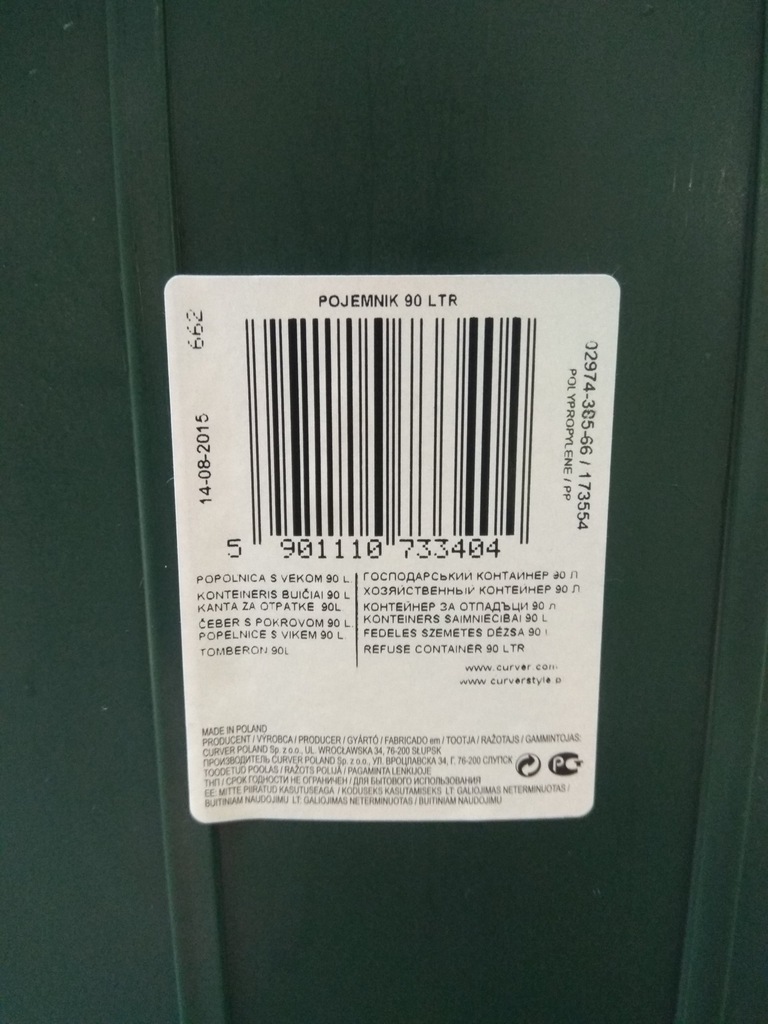 POJEMNIK 90 LTR
662
14-08-2015
02974-385-66 / 173554
POLYPROPYLENE / PP
5 901110 733404
POPOLNICA S VEKOM 90 L.
KONTEINERIS BUIČIAI 90 L
KANTA ZA OTPATKE 90L
ČEBER S POKROVOM 90 L.
POPELNICE S VIKEM 90 L.
TOMBERON 90L
ГОСПОДАРСЬКИИ КОНТАИНЕР 90 Л
ХОЗЯЙСТВЕННЫЙ КОНТЕЙНЕР 90 Л
КОНТЕЙНЕР ЗА ОТПАДЪЦИ 90 л
KONTEINERS SAIMNIECIBAI 90 L
FEDELES SZEMETES DÉZSA 90 l
REFUSE CONTAINER 90 LTR
www.curver.com
www.curverstyle.p
MADE IN POLAND
PRODUCENT / VÝROBCA / PRODUCER / GYÁRTÓ / FABRICADO em / TOOTJA / RAŽOTAJS / GAMMINTOJAS:
CURVER POLAND Sp. z o.o., UL. WROCŁAWSKA 34, 76-200 SŁUPSK
ПРОИЗВОДИТЕЛЬ CURVER POLAND Sp. z o.o., УЛ. ВРОЦЛАВСКА 34, Г. 76-200 СЛУПСК
TOODETUD POOLAS / RAŽOTS POLIJA / PAGAMINTA LENKIJOJE
ТНП / СРОК ГОДНОСТИ НЕ ОГРАНИЧЕН / ДЛЯ БЫТОВОГО ИСПОЛЬЗОВАНИЯ
EE: MITTE PIIRATUD KASUTUSEAGA / KODUSEKS KASUTAMISEKS LT: GALIOJIMAS NETERMINUOTAS /
BUITINIAM NAUDOJIMU LT: GALIOJIMAS NETERMINUOTAS / BUITINIAM NAUDOJIMU